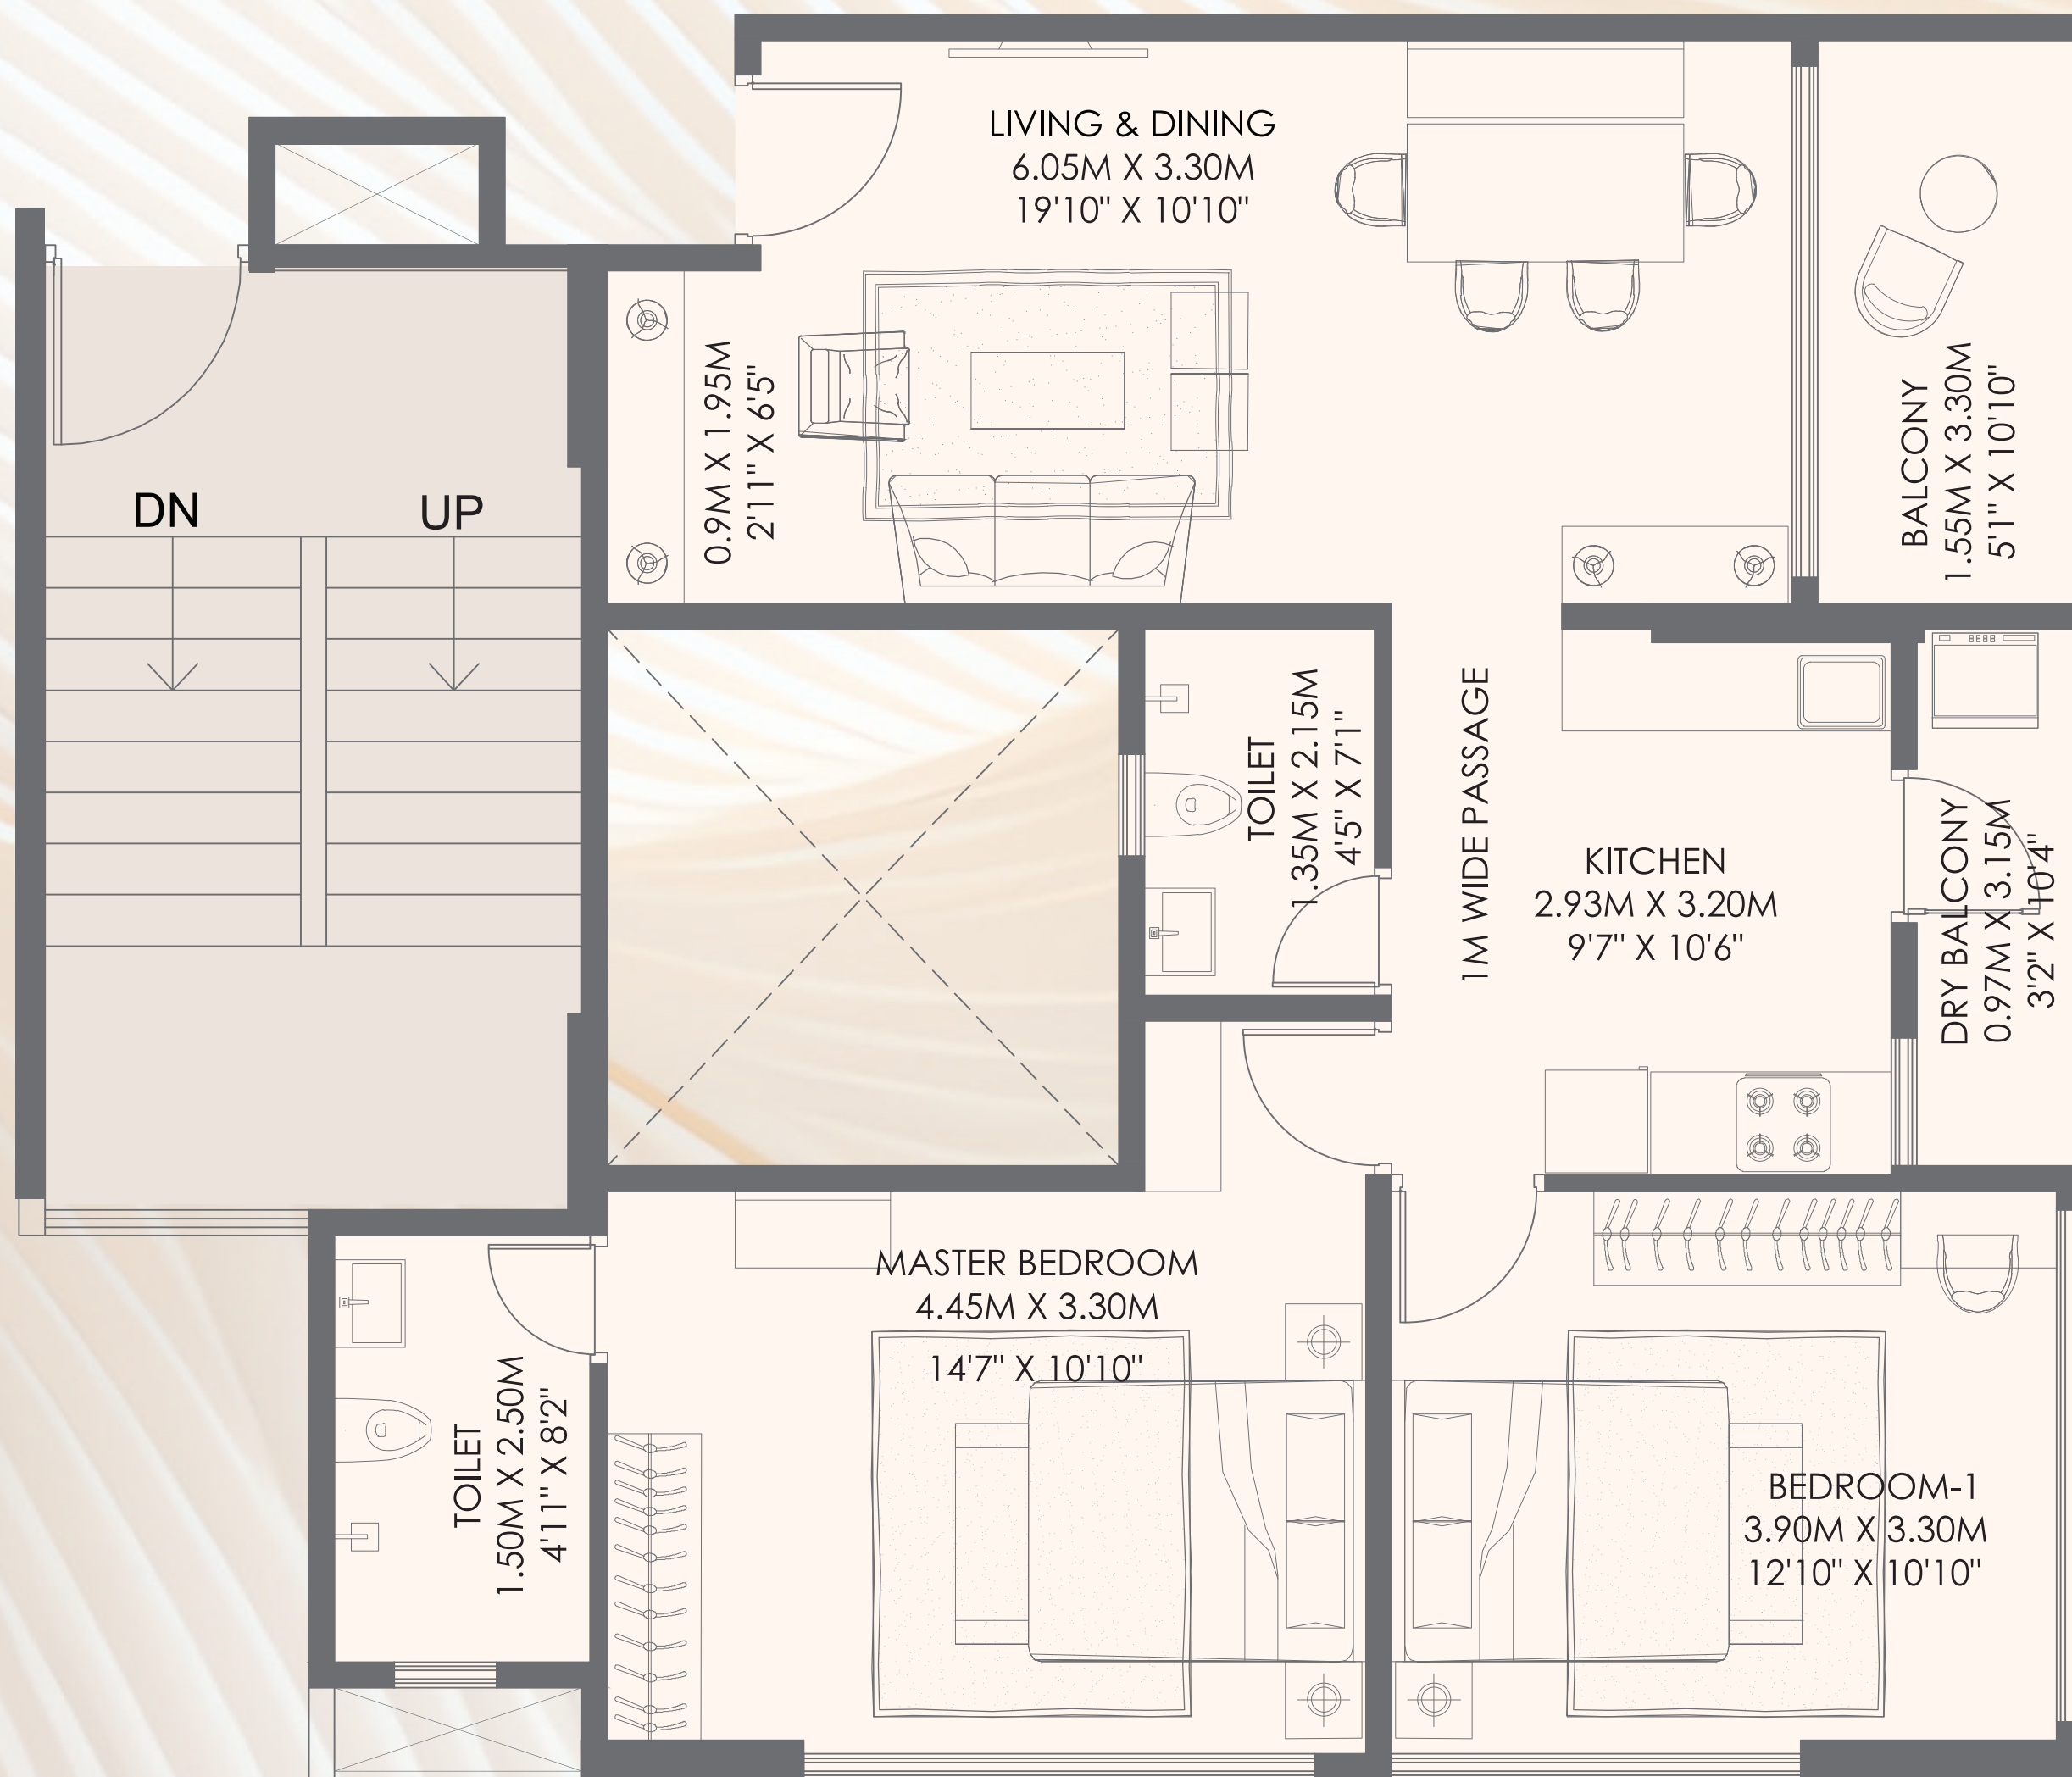 LIVING & DINING
6.05M X 3.30M
19'10" X 10'10"
0.9M X 1.95M
2'11" X 6'5"
BALCONY
1.55M X 3.30M
5'1" X 10'10"
DN
UP
TOILET
1.35M X 2.15M
4'5" X 7'1"
1M WIDE PASSAGE
KITCHEN
2.93M X 3.20M
9'7" X 10'6"
DRY BALCONY
0.97M X 3.15M
3'2" X 10'4"
MASTER BEDROOM
4.45M X 3.30M
14'7" X 10'10"
TOILET
1.50M X 2.50M
4'11" X 8'2"
BEDROOM-1
3.90M X 3.30M
12'10" X 10'10"